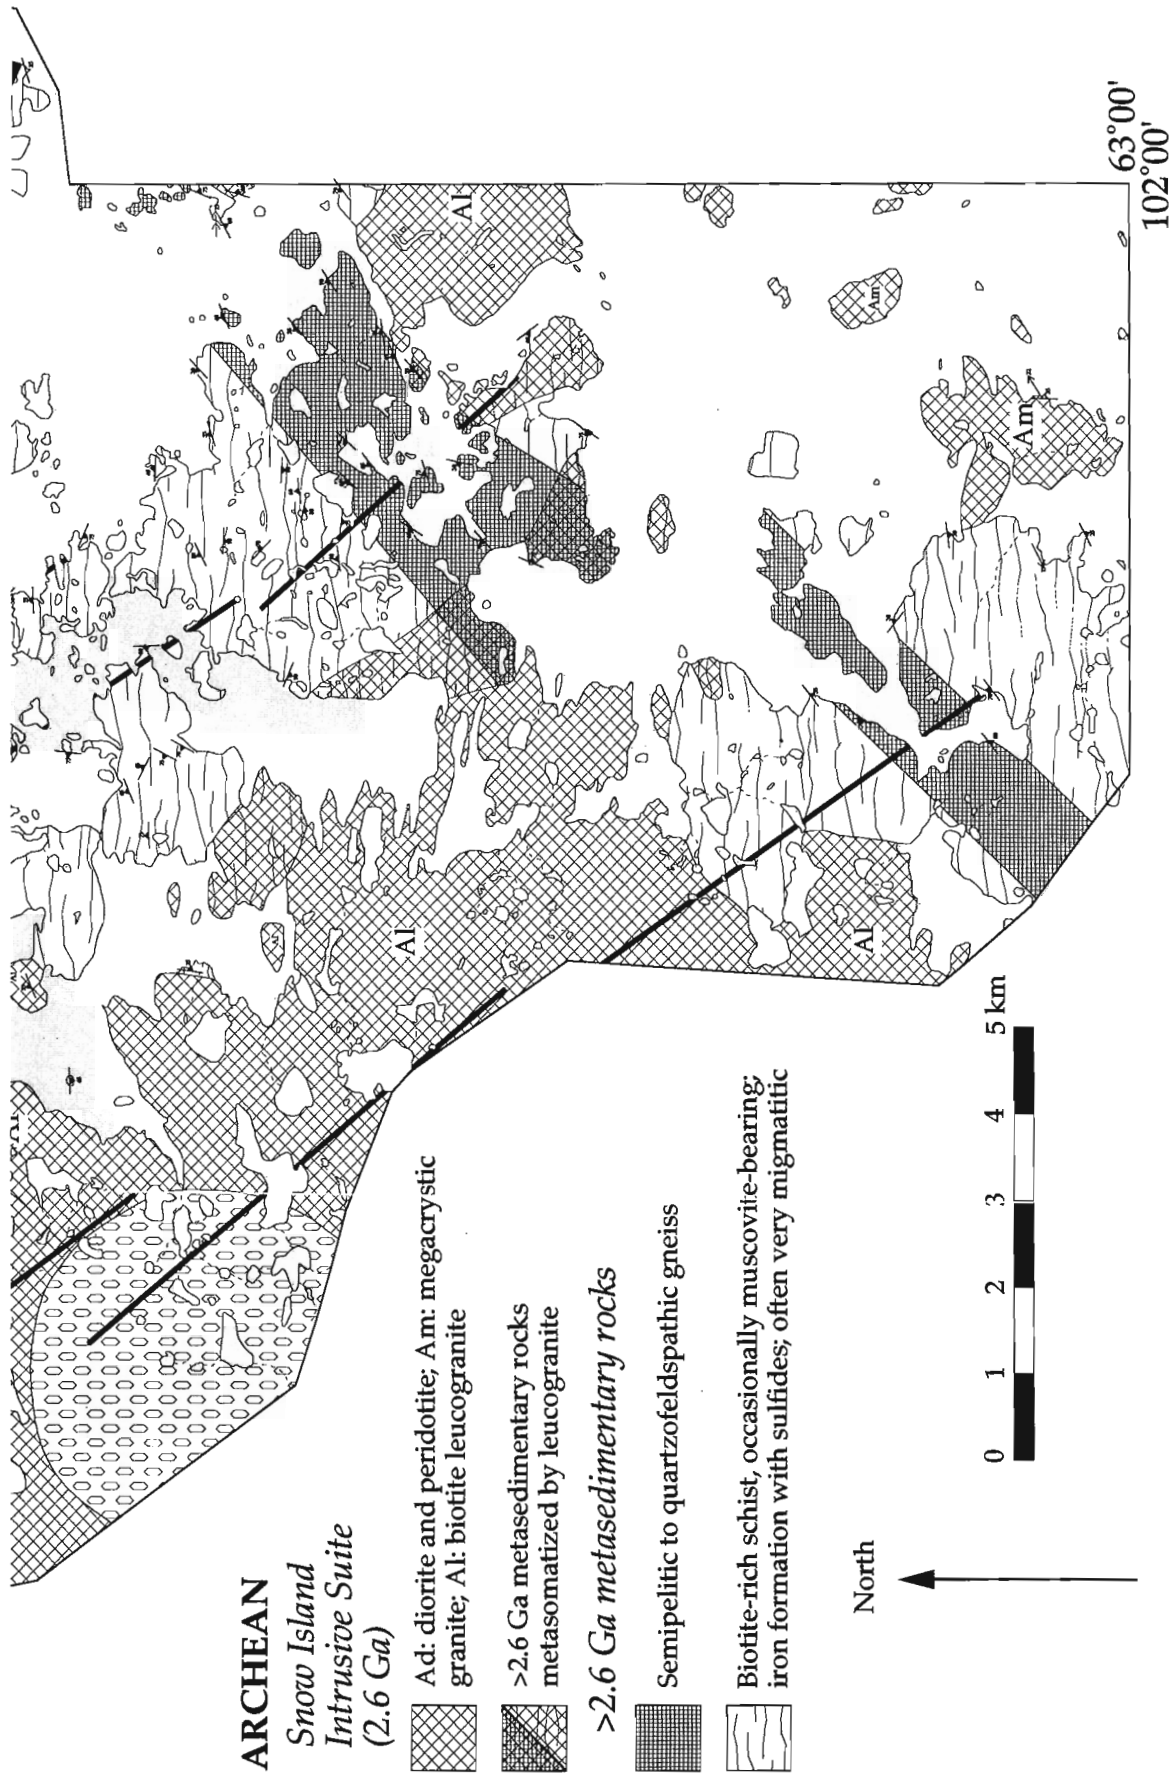 ARCHEAN
Snow Island
Intrusive Suite
(2.6 Ga)
Ad: diorite and peridotite; Am: megacrystic
granite; Al: biotite leucogranite
>2.6 Ga metasedimentary rocks
metasomatized by leucogranite
>2.6 Ga metasedimentary rocks
Semipelitic to quartzofeldspathic gneiss
Biotite-rich schist, occasionally muscovite-bearing;
iron formation with sulfides; often very migmatitic
North
0 1 2 3 4 5 km
Al
Al
Al
Am
Am
63°00'
102°00'